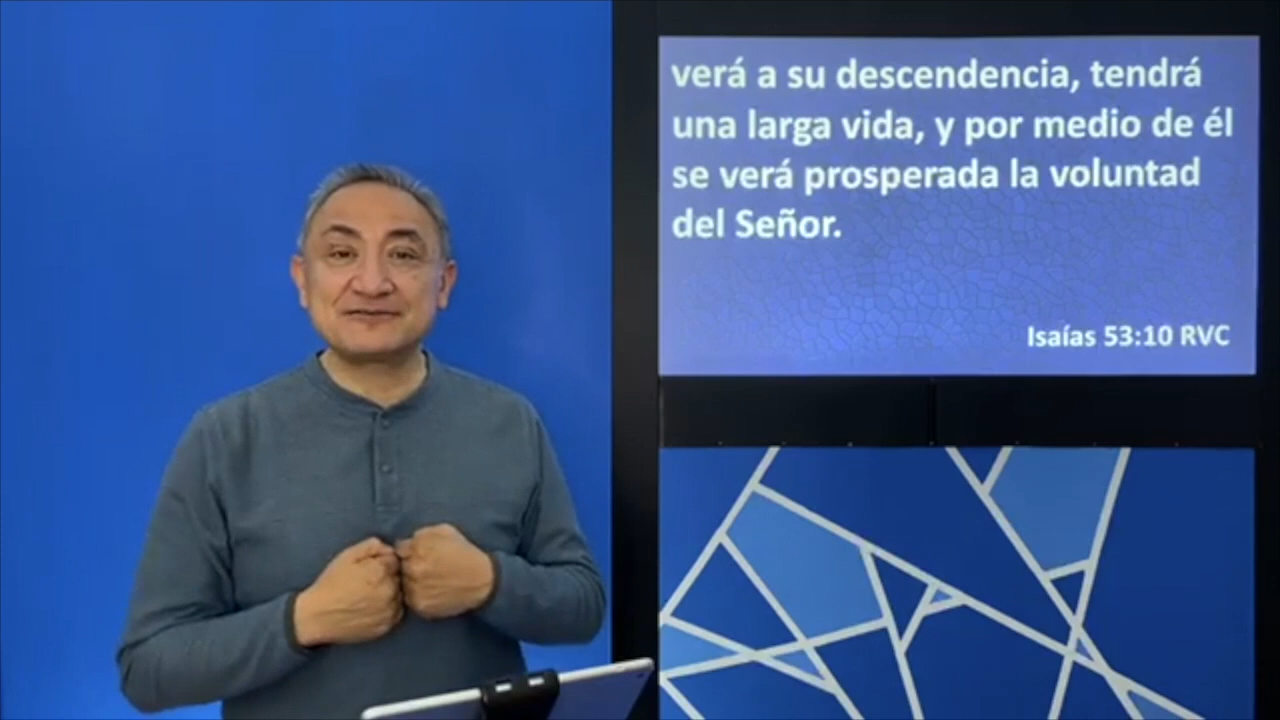 verá a su descendencia, tendrá
una larga vida, y por medio de él
se verá prosperada la voluntad
del Señor.
Isaías 53:10 RVC